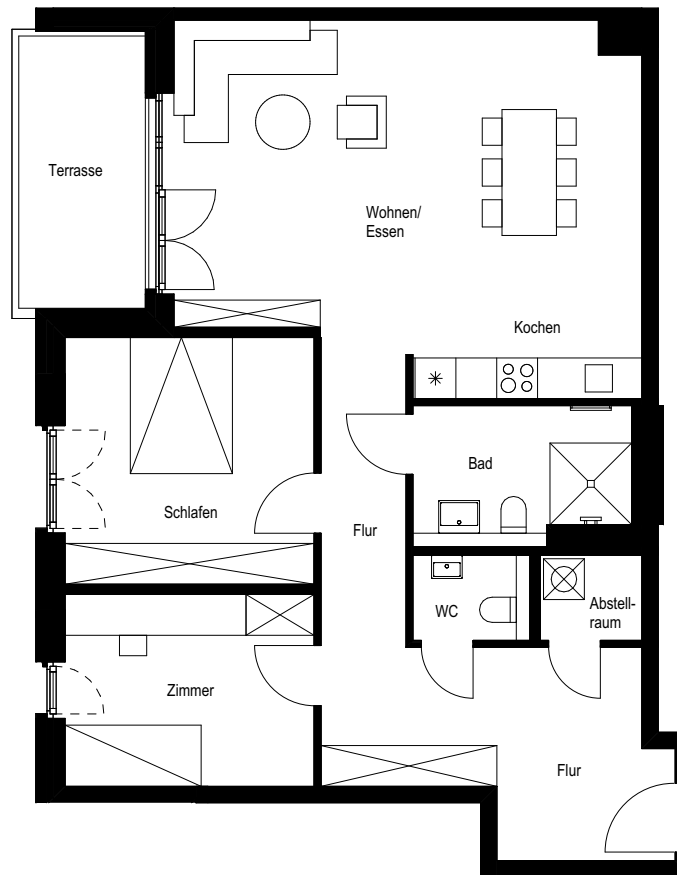 Terrasse
Wohnen/
Essen
Kochen
Bad
Schlafen
Flur
WC
Abstell-
raum
Zimmer
Flur